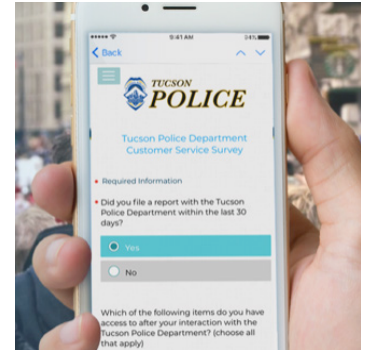 9:41 AM
Back
TUCSON
POLICE
Tucson Police Department
Customer Service Survey
• Required Information
• Did you file a report with the Tucson
Police Department within the last 30
days?
Yes
No
Which of the following items do you have
access to after your interaction with the
Tucson Police Department? (choose all
that apply)